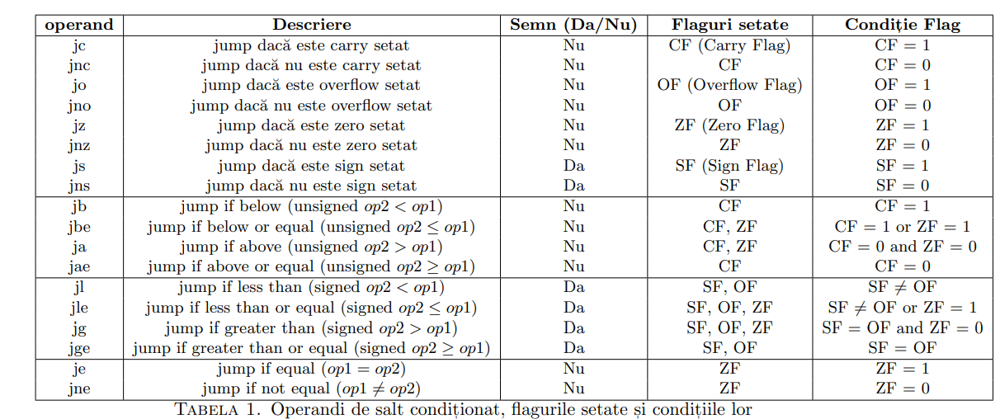 operand Descriere Semn (Da/Nu) Flaguri setate Condiție Flag
jc jump dacă este carry setat Nu CF (Carry Flag) CF = 1
jnc jump dacă nu este carry setat Nu CF CF = 0
jo jump dacă este overflow setat Nu OF (Overflow Flag) OF = 1
jno jump dacă nu este overflow setat Nu OF OF = 0
jz jump dacă este zero setat Nu ZF (Zero Flag) ZF = 1
jnz jump dacă nu este zero setat Nu ZF ZF = 0
js jump dacă este sign setat Da SF (Sign Flag) SF = 1
jns jump dacă nu este sign setat Da SF SF = 0
jb jump if below (unsigned op2 < op1) Nu CF CF = 1
jbe jump if below or equal (unsigned op2 ≤ op1) Nu CF, ZF CF = 1 or ZF = 1
ja jump if above (unsigned op2 > op1) Nu CF, ZF CF = 0 and ZF = 0
jae jump if above or equal (unsigned op2 ≥ op1) Nu CF CF = 0
jl jump if less than (signed op2 < op1) Da SF, OF SF ≠ OF
jle jump if less than or equal (signed op2 ≤ op1) Da SF, OF, ZF SF ≠ OF or ZF = 1
jg jump if greater than (signed op2 > op1) Da SF, OF, ZF SF = OF and ZF = 0
jge jump if greater than or equal (signed op2 ≥ op1) Da SF, OF SF = OF
je jump if equal (op1 = op2) Nu ZF ZF = 1
jne jump if not equal (op1 ≠ op2) Nu ZF ZF = 0
Tabela 1. Operandi de salt condiționat, flagurile setate și condițiile lor